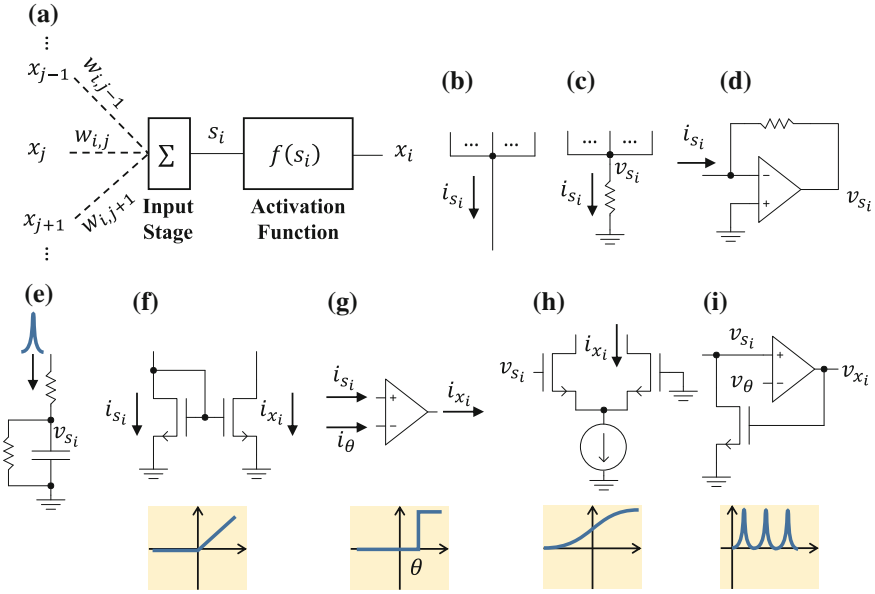 (a)
⋮
x_{j−1}
w_{i,j−1}
x_j
w_{i,j}
x_{j+1}
w_{i,j+1}
⋮
Σ
s_i
f(s_i)
x_i
Input
Stage
Activation
Function
(b)
... ...
i_{s_i}
(c)
... ...
v_{s_i}
i_{s_i}
(d)
i_{s_i}
−
+
v_{s_i}
(e)
v_{s_i}
(f)
i_{s_i}
i_{x_i}
(g)
i_{s_i}
+
i_{x_i}
i_θ
−
θ
(h)
v_{s_i}
i_{x_i}
(i)
v_{s_i}
+
v_θ
−
v_{x_i}